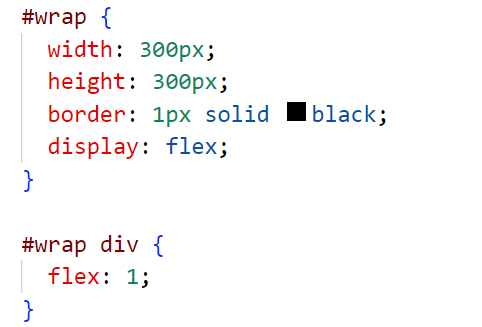 #wrap {
  width: 300px;
  height: 300px;
  border: 1px solid black;
  display: flex;
}

#wrap div {
  flex: 1;
}